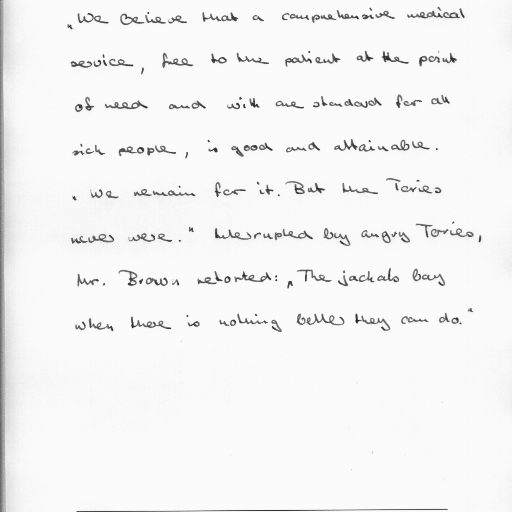 „We believe that a comprehensive medical
service, free to the patient at the point
of need and with one standard for all
sick people, is good and attainable.
„We remain for it. But the Tories
never were." Interrupted by angry Tories,
Mr. Brown retorted: „The jackals bay
when there is nothing better they can do."